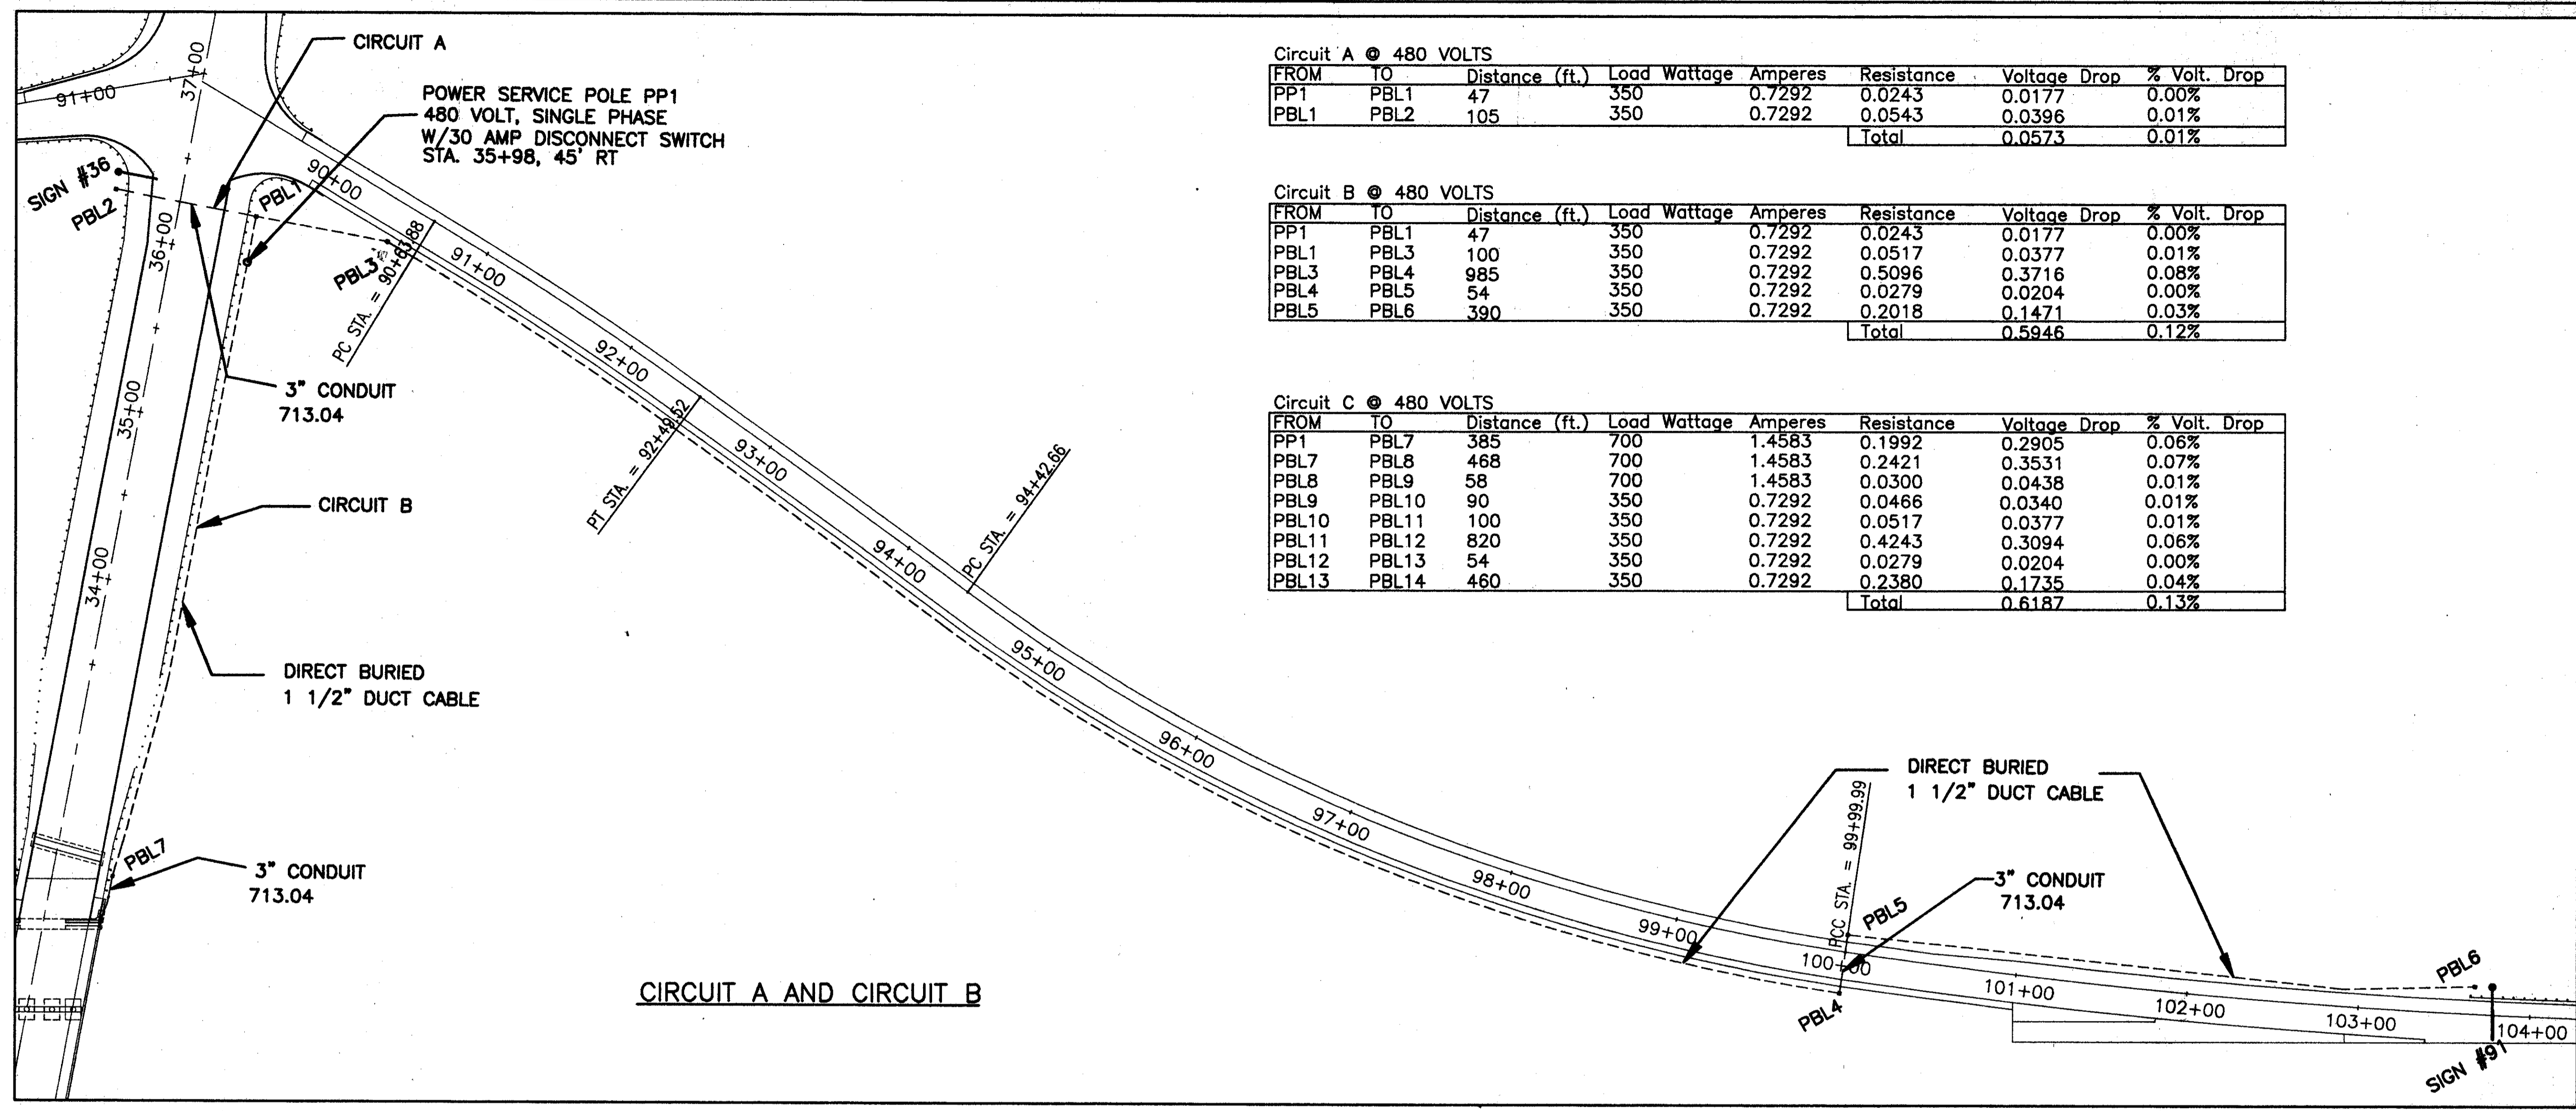 CIRCUIT A
POWER SERVICE POLE PP1
480 VOLT, SINGLE PHASE
W/30 AMP DISCONNECT SWITCH
STA. 35+98, 45' RT
91+00
37+00
SIGN #36
PBL2
PBL1
90+00
36+00
PBL3
PC STA. = 90+63.88
91+00
92+00
3" CONDUIT
713.04
35+00
PT STA. = 92+49.52
93+00
CIRCUIT B
94+00
PC STA. = 94+42.66
34+00
DIRECT BURIED
1 1/2" DUCT CABLE
95+00
96+00
97+00
98+00
99+00
PBL7
3" CONDUIT
713.04
CIRCUIT A AND CIRCUIT B
DIRECT BURIED
1 1/2" DUCT CABLE
PCC STA. = 99+99.99
3" CONDUIT
713.04
PBL5
100+00
PBL4
101+00
102+00
103+00
PBL6
104+00
SIGN #91
Circuit A @ 480 VOLTS
FROM TO Distance (ft.) Load Wattage Amperes Resistance Voltage Drop % Volt. Drop
PP1 PBL1 47 350 0.7292 0.0243 0.0177 0.00%
PBL1 PBL2 105 350 0.7292 0.0543 0.0396 0.01%
Total 0.0573 0.01%
Circuit B @ 480 VOLTS
FROM TO Distance (ft.) Load Wattage Amperes Resistance Voltage Drop % Volt. Drop
PP1 PBL1 47 350 0.7292 0.0243 0.0177 0.00%
PBL1 PBL3 100 350 0.7292 0.0517 0.0377 0.01%
PBL3 PBL4 985 350 0.7292 0.5096 0.3716 0.08%
PBL4 PBL5 54 350 0.7292 0.0279 0.0204 0.00%
PBL5 PBL6 390 350 0.7292 0.2018 0.1471 0.03%
Total 0.5946 0.12%
Circuit C @ 480 VOLTS
FROM TO Distance (ft.) Load Wattage Amperes Resistance Voltage Drop % Volt. Drop
PP1 PBL7 385 700 1.4583 0.1992 0.2905 0.06%
PBL7 PBL8 468 700 1.4583 0.2421 0.3531 0.07%
PBL8 PBL9 58 700 1.4583 0.0300 0.0438 0.01%
PBL9 PBL10 90 350 0.7292 0.0466 0.0340 0.01%
PBL10 PBL11 100 350 0.7292 0.0517 0.0377 0.01%
PBL11 PBL12 820 350 0.7292 0.4243 0.3094 0.06%
PBL12 PBL13 54 350 0.7292 0.0279 0.0204 0.00%
PBL13 PBL14 460 350 0.7292 0.2380 0.1735 0.04%
Total 0.6187 0.13%